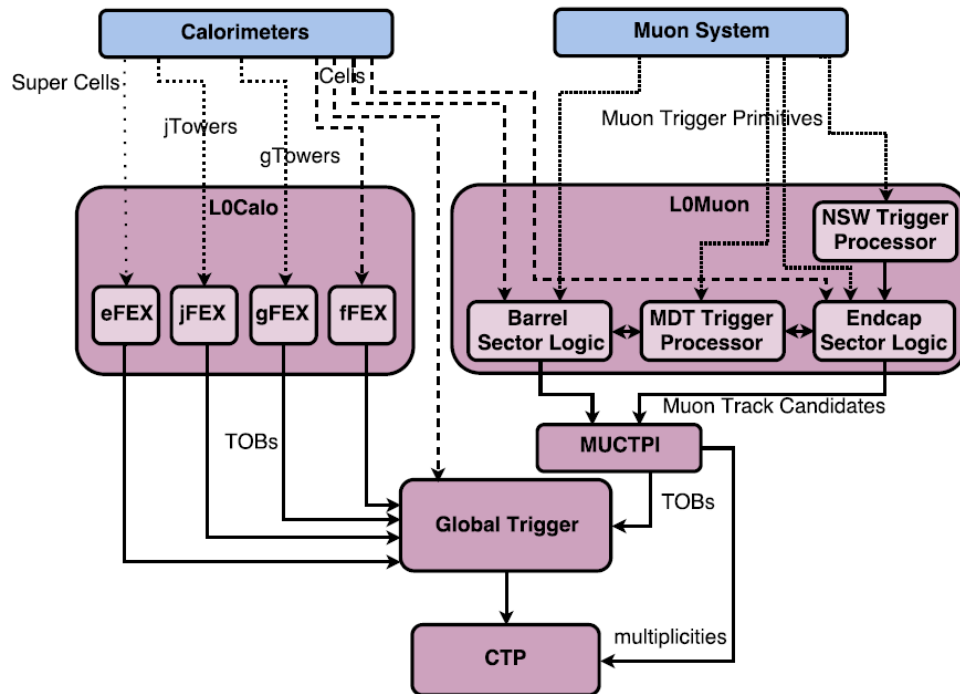 Calorimeters
Muon System
Super Cells
Cells
jTowers
gTowers
Muon Trigger Primitives
L0Calo
L0Muon
NSW Trigger
Processor
eFEX
jFEX
gFEX
fFEX
Barrel
Sector Logic
MDT Trigger
Processor
Endcap
Sector Logic
Muon Track Candidates
TOBs
MUCTPI
TOBs
Global Trigger
multiplicities
CTP